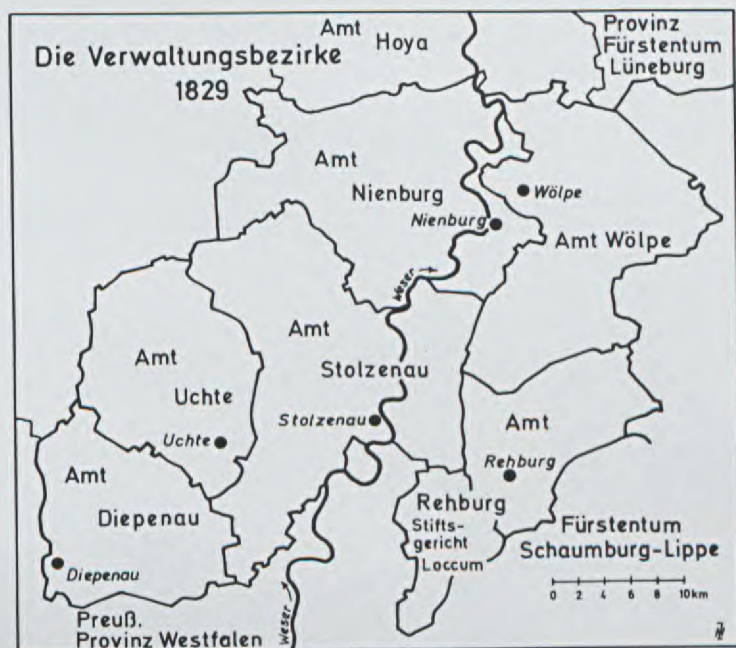 Die Verwaltungsbezirke
1829
Amt
Hoya
Provinz
Fürstentum
Lüneburg
Amt
Nienburg
Nienburg
Wölpe
Amt Wölpe
Weser
Amt
Stolzenau
Stolzenau
Amt
Uchte
Uchte
Amt
Diepenau
Diepenau
Amt
Rehburg
Rehburg
Stifts-
gericht
Loccum
Fürstentum
Schaumburg-Lippe
0 2 4 6 8 10 km
Weser
Preuß.
Provinz Westfalen